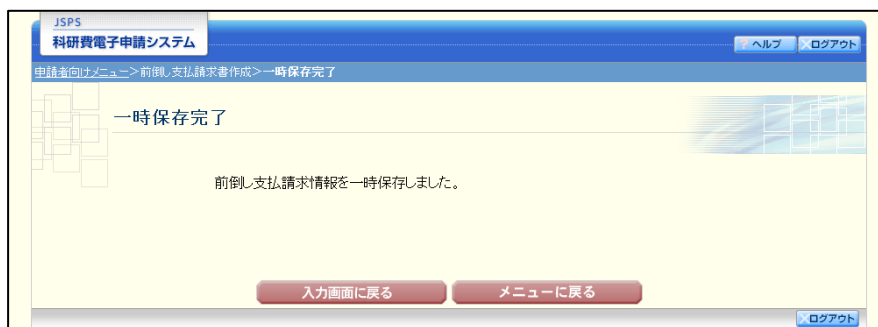 JSPS
科研費電子申請システム
? ヘルプ ×ログアウト
申請者向けメニュー>前倒し支払請求書作成>一時保存完了
一時保存完了
前倒し支払請求情報を一時保存しました。
入力画面に戻る メニューに戻る
×ログアウト